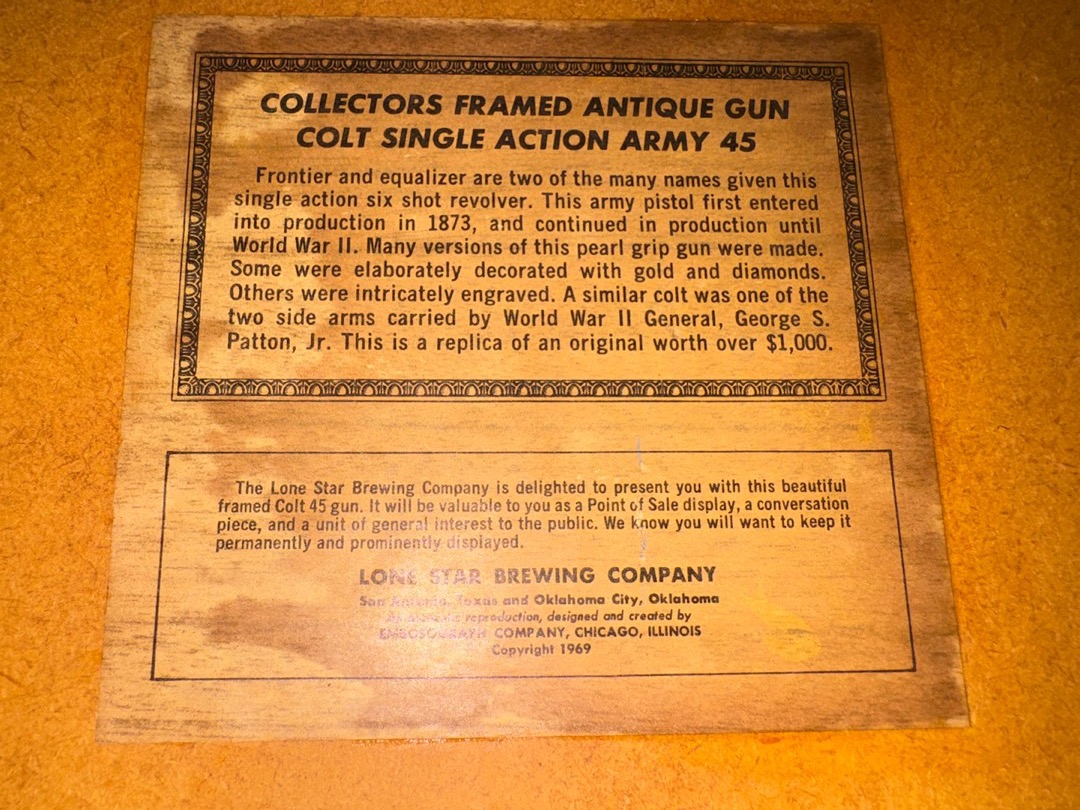 COLLECTORS FRAMED ANTIQUE GUN
COLT SINGLE ACTION ARMY 45
Frontier and equalizer are two of the many names given this
single action six shot revolver. This army pistol first entered
into production in 1873, and continued in production until
World War II. Many versions of this pearl grip gun were made.
Some were elaborately decorated with gold and diamonds.
Others were intricately engraved. A similar colt was one of the
two side arms carried by World War II General, George S.
Patton, Jr. This is a replica of an original worth over $1,000.
The Lone Star Brewing Company is delighted to present you with this beautiful
framed Colt 45 gun. It will be valuable to you as a Point of Sale display, a conversation
piece, and a unit of general interest to the public. We know you will want to keep it
permanently and prominently displayed.
LONE STAR BREWING COMPANY
San Antonio, Texas and Oklahoma City, Oklahoma
reproduction, designed and created by
EMBOSOGRAPH COMPANY, CHICAGO, ILLINOIS
Copyright 1969